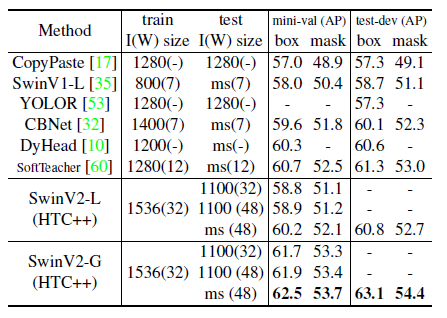 Method train test mini-val (AP) test-dev (AP)
I(W) size I(W) size box mask box mask
CopyPaste [17] 1280(-) 1280(-) 57.0 48.9 57.3 49.1
SwinV1-L [35] 800(7) ms(7) 58.0 50.4 58.7 51.1
YOLOR [53] 1280(-) 1280(-) - - 57.3 -
CBNet [32] 1400(7) ms(7) 59.6 51.8 60.1 52.3
DyHead [10] 1200(-) ms(-) 60.3 - 60.6 -
SoftTeacher [60] 1280(12) ms(12) 60.7 52.5 61.3 53.0
SwinV2-L (HTC++) 1536(32) 1100(32) 58.8 51.1 - -
1100 (48) 58.9 51.2 - -
ms (48) 60.2 52.1 60.8 52.7
SwinV2-G (HTC++) 1536(32) 1100(32) 61.7 53.3 - -
1100 (48) 61.9 53.4 - -
ms (48) 62.5 53.7 63.1 54.4